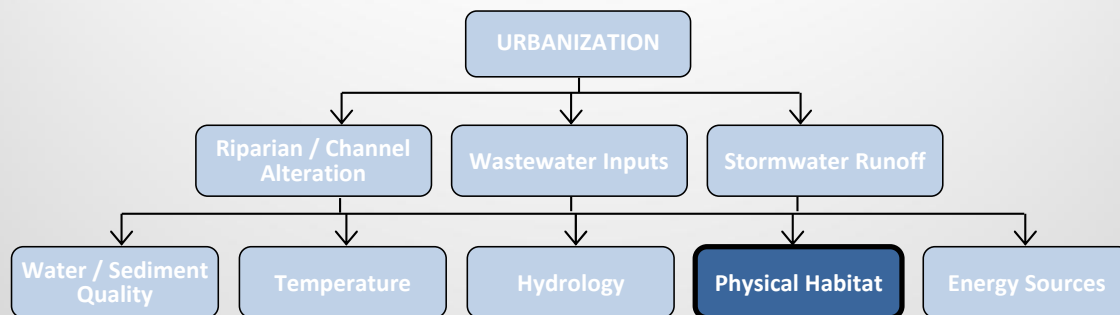 URBANIZATION
Riparian / Channel
Alteration
Wastewater Inputs
Stormwater Runoff
Water / Sediment
Quality
Temperature
Hydrology
Physical Habitat
Energy Sources